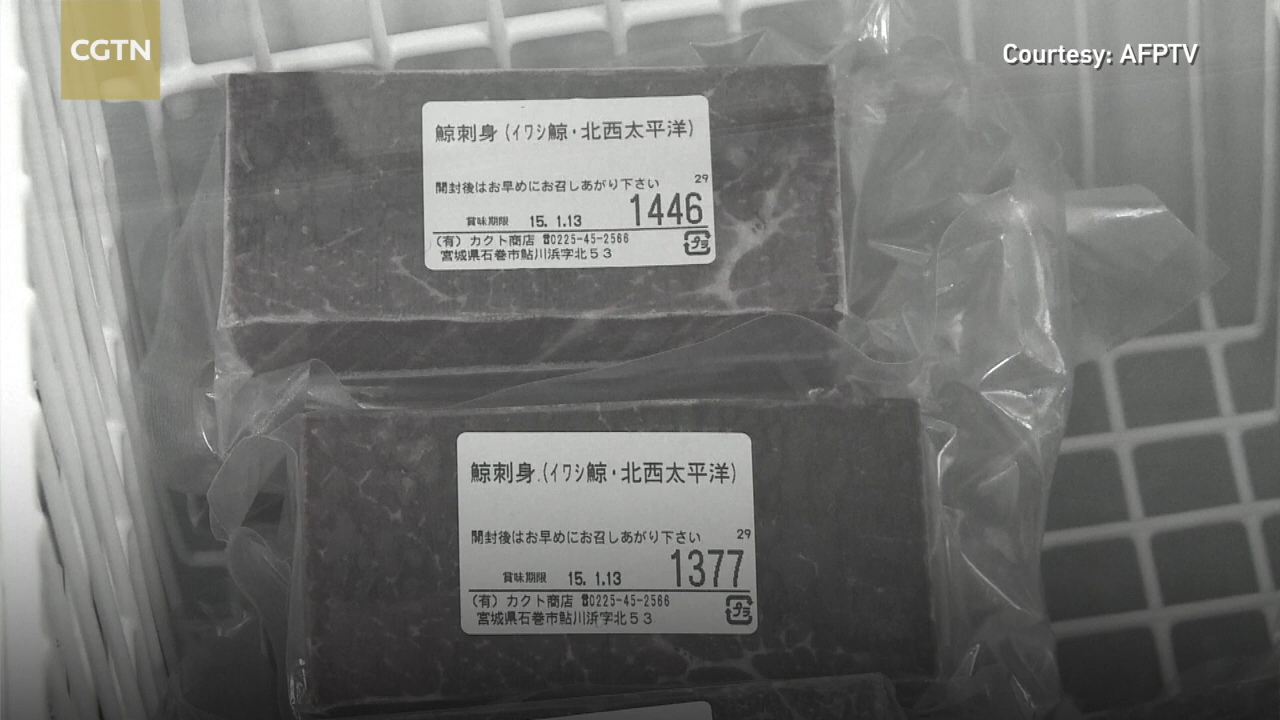 CGTN
Courtesy: AFPTV
鯨刺身(イワシ鯨・北西太平洋)
開封後はお早めにお召しあがり下さい
29
1446
賞味期限 15. 1.13
(有) カクト商店 ☎0225-45-2566
宮城県石巻市鮎川浜字北53
プラ
鯨刺身(イワシ鯨・北西太平洋)
開封後はお早めにお召しあがり下さい
29
1377
賞味期限 15. 1.13
(有) カクト商店 ☎0225-45-2566
宮城県石巻市鮎川浜字北53
プラ